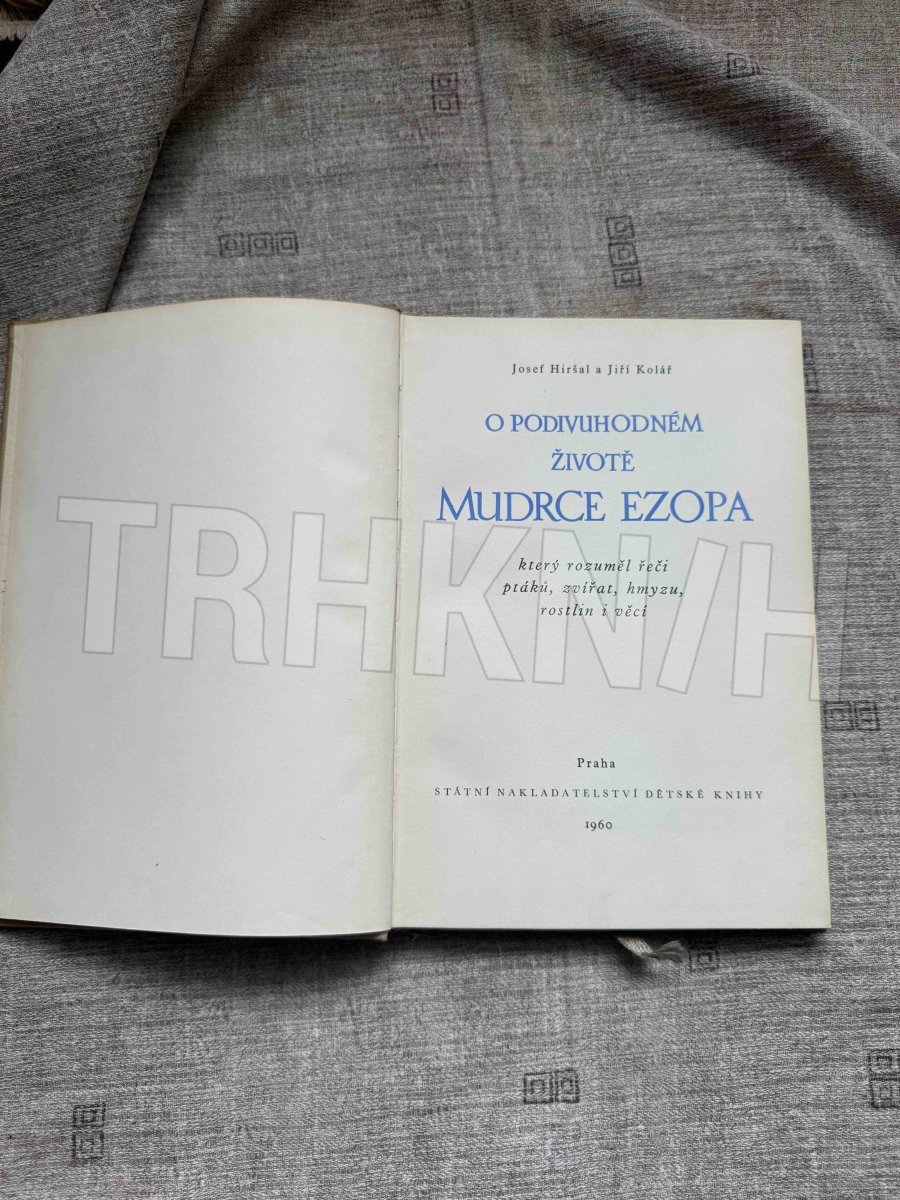 Josef Hiršal a Jiří Kolář
O PODIVUHODNÉM
ŽIVOTĚ
MUDRCE EZOPA
který rozuměl řeči
ptáků, zvířat, hmyzu,
rostlin i věcí
TRHKNIH
Praha
STÁTNÍ NAKLADATELSTVÍ DĚTSKÉ KNIHY
1960